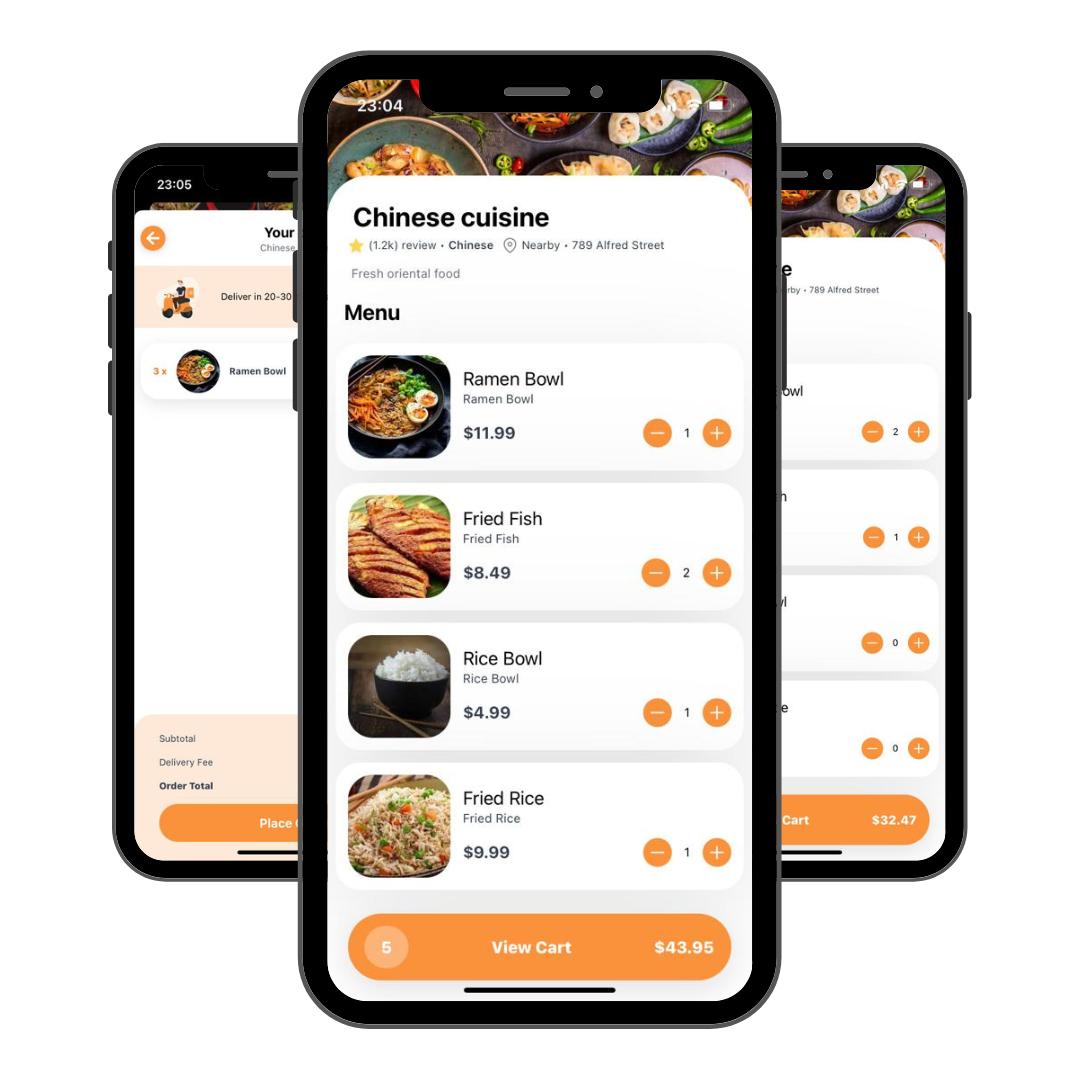 23:05
Your
Chinese
Deliver in 20-30
3 x Ramen Bowl
Subtotal
Delivery Fee
Order Total
Place
23:04
Chinese cuisine
(1.2k) review • Chinese Nearby • 789 Alfred Street
Fresh oriental food
Menu
Ramen Bowl
Ramen Bowl
$11.99 1
Fried Fish
Fried Fish
$8.49 2
Rice Bowl
Rice Bowl
$4.99 1
Fried Rice
Fried Rice
$9.99 1
5 View Cart $43.95
e
rby • 789 Alfred Street
owl
2
h
1
vl
0
e
0
Cart $32.47